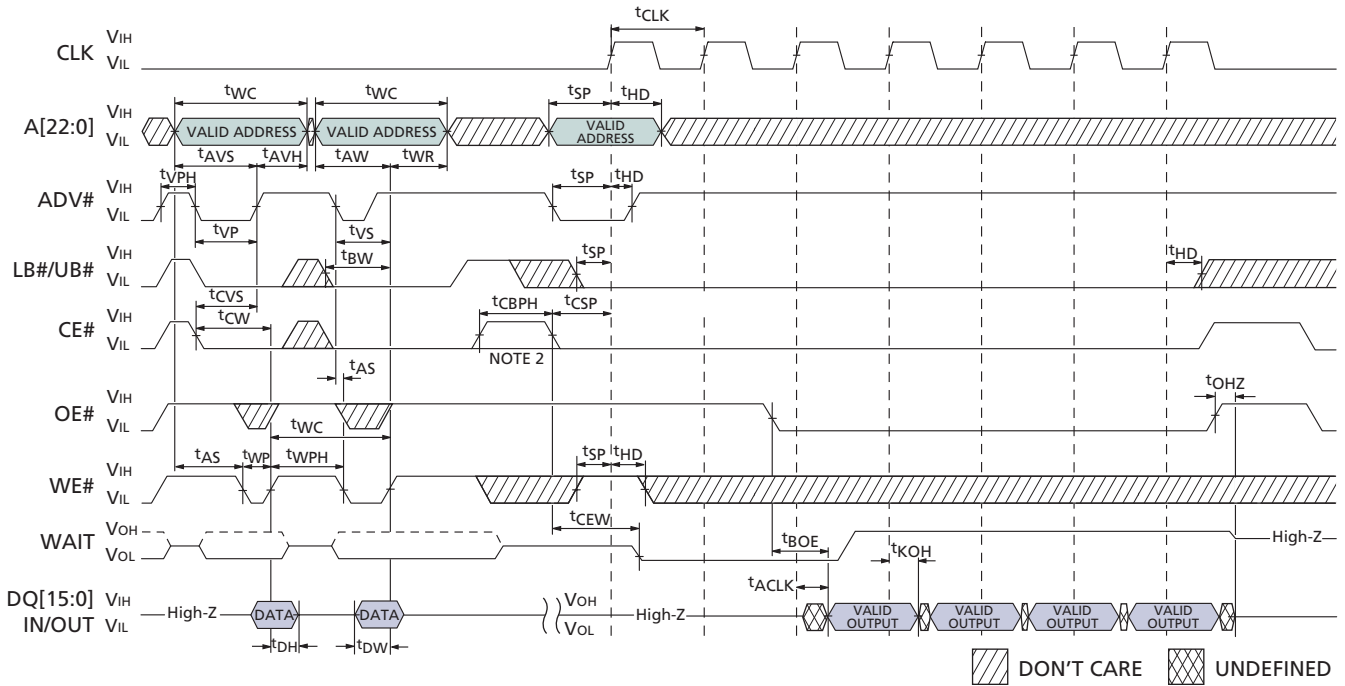 tCLK
CLK VIH
VIL
tWC tWC tSP tHD
A[22:0] VIH
VIL
VALID ADDRESS VALID ADDRESS VALID ADDRESS
tAVS tAVH tAW tWR
tVPH tSP tHD
ADV# VIH
VIL
tVP tVS
tBW tSP tHD
LB#/UB# VIH
VIL
tCVS tCBPH tCSP
tCW
CE# VIH
VIL
NOTE 2
tAS tOHZ
OE# VIH
VIL
tWC
tAS tWP tWPH tSP tHD
WE# VIH
VIL
tCEW
WAIT VOH
VOL
High-Z
tBOE tKOH
tACLK
DQ[15:0] VIH
IN/OUT VIL
High-Z DATA DATA VOH
VOL
High-Z VALID OUTPUT VALID OUTPUT VALID OUTPUT VALID OUTPUT
tDH tDW
DON'T CARE UNDEFINED